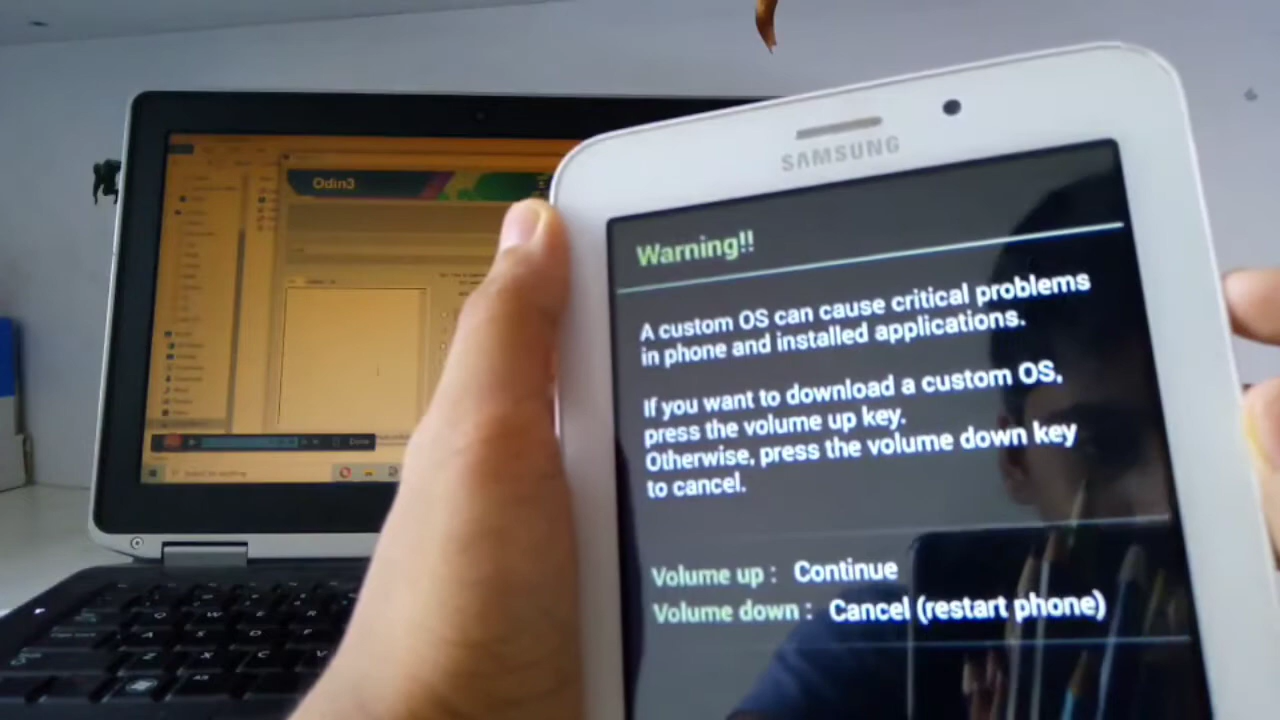 Odin3
SAMSUNG
Warning!!
A custom OS can cause critical problems
in phone and installed applications.
If you want to download a custom OS,
press the volume up key.
Otherwise, press the volume down key
to cancel.
Volume up : Continue
Volume down : Cancel (restart phone)